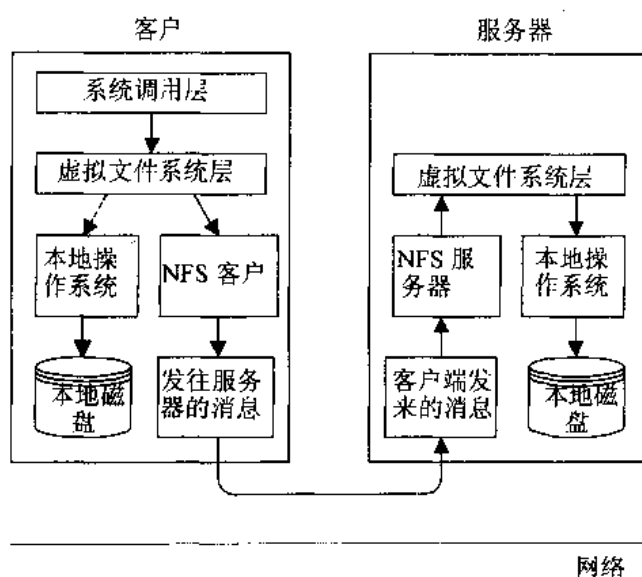 客户
服务器
系统调用层
虚拟文件系统层
本地操
作系统
NFS 客户
本地磁
盘
发往服务
器的消息
虚拟文件系统层
NFS 服
务器
本地操
作系统
客户端发
来的消息
本地磁
盘
网络